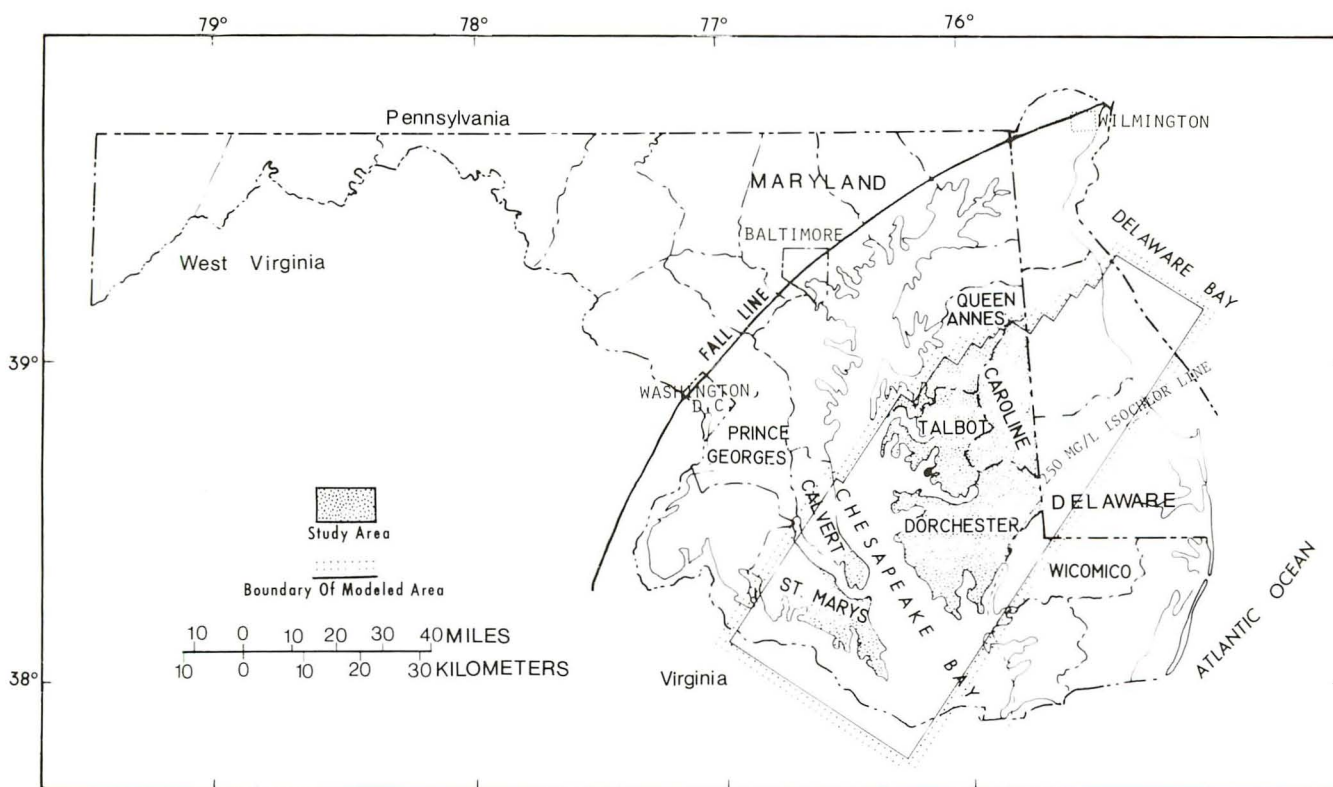 79°
78°
77°
76°
Pennsylvania
WILMINGTON
MARYLAND
BALTIMORE
DELAWARE BAY
West Virginia
FALL LINE
QUEEN
ANNES
39°
WASHINGTON
D.C.
CAROLINE
250 MG/L ISOCHLOR LINE
TALBOT
PRINCE
GEORGES
CALVERT
CHESAPEAKE BAY
DELAWARE
DORCHESTER
Study Area
WICOMICO
Boundary Of Modeled Area
ST MARYS
ATLANTIC OCEAN
10 0 10 20 30 40 MILES
10 0 10 20 30 KILOMETERS
38°
Virginia